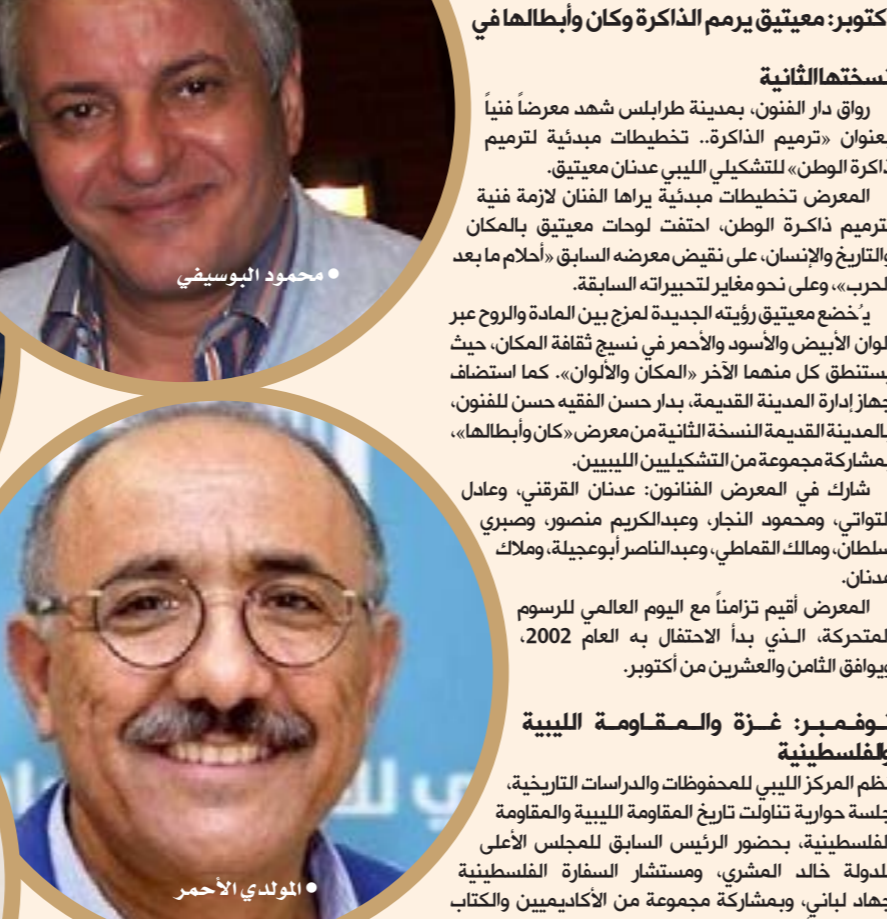 كتوبر: معيتيق يرمم الذاكرة وكان وأبطالها في
نسختها الثانية
رواق دار الفنون، بمدينة طرابلس شهد معرضاً فنياً
بعنوان «ترميم الذاكرة.. تخطيطات مبدئية لترميم
ذاكرة الوطن» للتشكيلي الليبي عدنان معيتيق.
المعرض تخطيطات مبدئية يراها الفنان لازمة فنية
لترميم ذاكرة الوطن، احتفت لوحات معيتيق بالمكان
والتاريخ والإنسان، على نقيض معرضه السابق «أحلام ما بعد
الحرب»، وعلى نحو مغاير لتحبيراته السابقة.
يُخضع معيتيق رؤيته الجديدة لمزج بين المادة والروح عبر
ألوان الأبيض والأسود والأحمر في نسيج ثقافة المكان، حيث
يستنطق كل منهما الآخر «المكان والألوان». كما استضاف
جهاز إدارة المدينة القديمة، بدار حسن الفقيه حسن للفنون،
بالمدينة القديمة النسخة الثانية من معرض «كان وأبطالها»،
بمشاركة مجموعة من التشكيليين الليبيين.
شارك في المعرض الفنانون: عدنان القرقني، وعادل
التواتي، ومحمود النجار، وعبدالكريم منصور، وصبري
سلطان، ومالك القماطي، وعبدالناصر أبوعجيلة، وملاك
عدنان.
المعرض أقيم تزامناً مع اليوم العالمي للرسوم
المتحركة، الـذي بدأ الاحتفال به العام 2002،
ويوافق الثامن والعشرين من أكتوبر.
نـوفـمـبـر: غــزة والـمـقـاومـة الليبية
والفلسطينية
نظم المركز الليبي للمحفوظات والدراسات التاريخية،
جلسة حوارية تناولت تاريخ المقاومة الليبية والمقاومة
الفلسطينية، بحضور الرئيس السابق للمجلس الأعلى
للدولة خالد المشري، ومستشار السفارة الفلسطينية
جهاد لباني، وبمشاركة مجموعة من الأكاديميين والكتاب
• محمود البوسيفي
• المولدي الأحمر